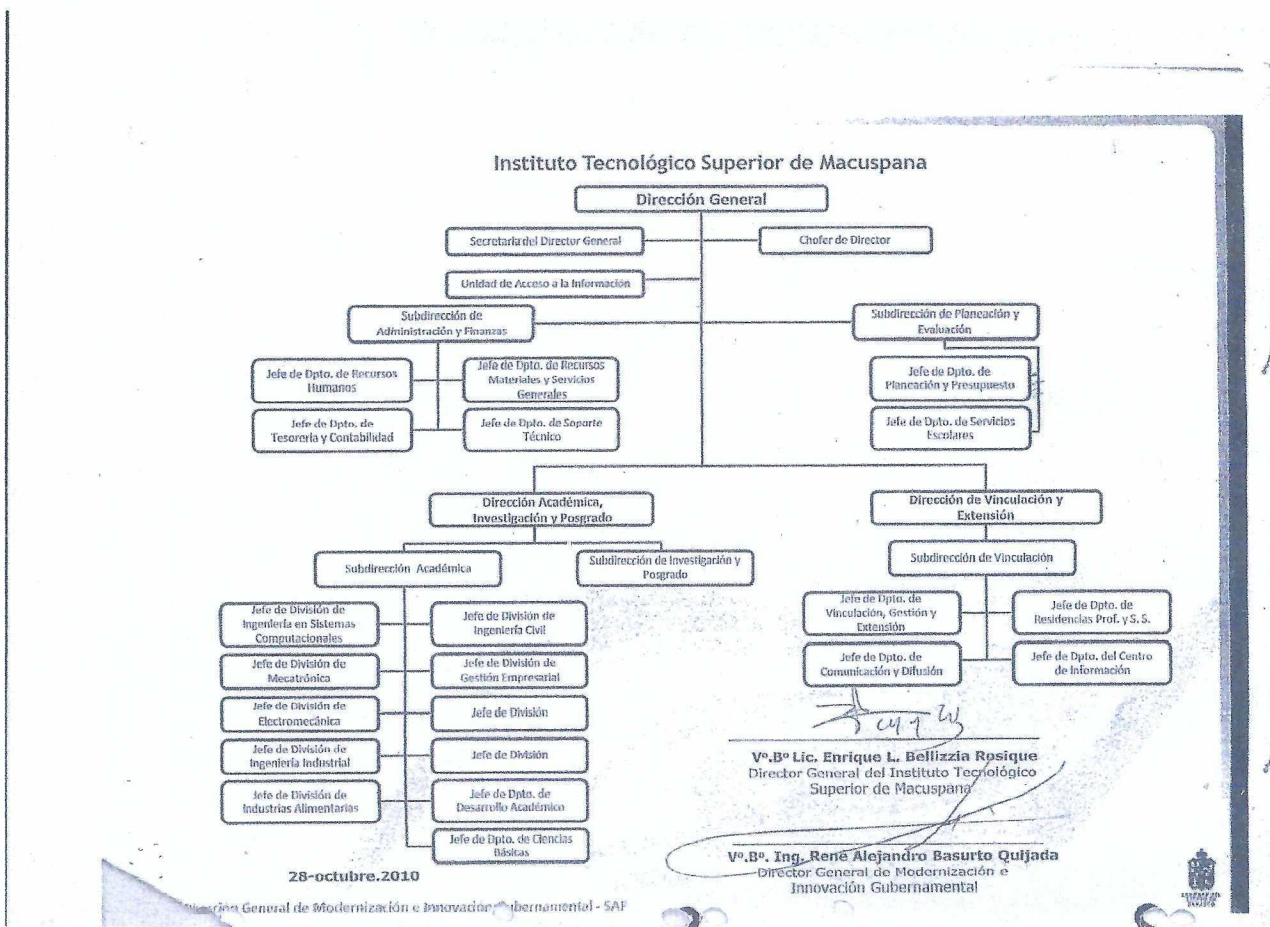 Instituto Tecnológico Superior de Macuspana
Dirección General
Secretaria del Director General
Chofer de Director
Unidad de Acceso a la Información
Subdirección de
Administración y Finanzas
Subdirección de Planeación y
Evaluación
Jefe de Dpto. de Recursos
Humanos
Jefe de Dpto. de Recursos
Materiales y Servicios
Generales
Jefe de Dpto. de
Planeación y Presupuesto
Jefe de Dpto. de
Tesorería y Contabilidad
Jefe de Dpto. de Soporte
Técnico
Jefe de Dpto. de Servicios
Escolares
Dirección Académica,
Investigación y Posgrado
Dirección de Vinculación y
Extensión
Subdirección Académica
Subdirección de Investigación y
Posgrado
Subdirección de Vinculación
Jefe de División de
Ingeniería en Sistemas
Computacionales
Jefe de División de
Ingeniería Civil
Jefe de Dpto. de
Vinculación, Gestión y
Extensión
Jefe de Dpto. de
Residencias Prof. y S. S.
Jefe de División de
Mecatrónica
Jefe de División de
Gestión Empresarial
Jefe de Dpto. de
Comunicación y Difusión
Jefe de Dpto. del Centro
de Información
Jefe de División de
Electromecánica
Jefe de División
Jefe de División de
Ingeniería Industrial
Jefe de División
Jefe de División de
Industrias Alimentarias
Jefe de Dpto. de
Desarrollo Académico
Jefe de Dpto. de Ciencias
Básicas
Vº.Bº Lic. Enrique L. Bellizzia Rosique
Director General del Instituto Tecnológico
Superior de Macuspana
Vº.Bº. Ing. René Alejandro Basurto Quijada
Director General de Modernización e
Innovación Gubernamental
28-octubre.2010
General de Modernización e Innovación Gubernamental - SAF